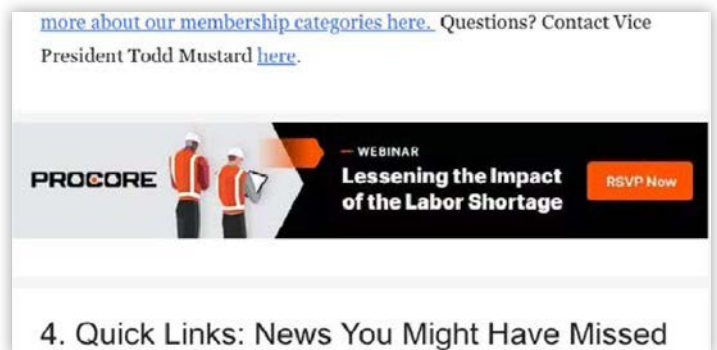 more about our membership categories here. Questions? Contact Vice
President Todd Mustard here.
PROCORE
— WEBINAR
Lessening the Impact
of the Labor Shortage
RSVP Now
4. Quick Links: News You Might Have Missed